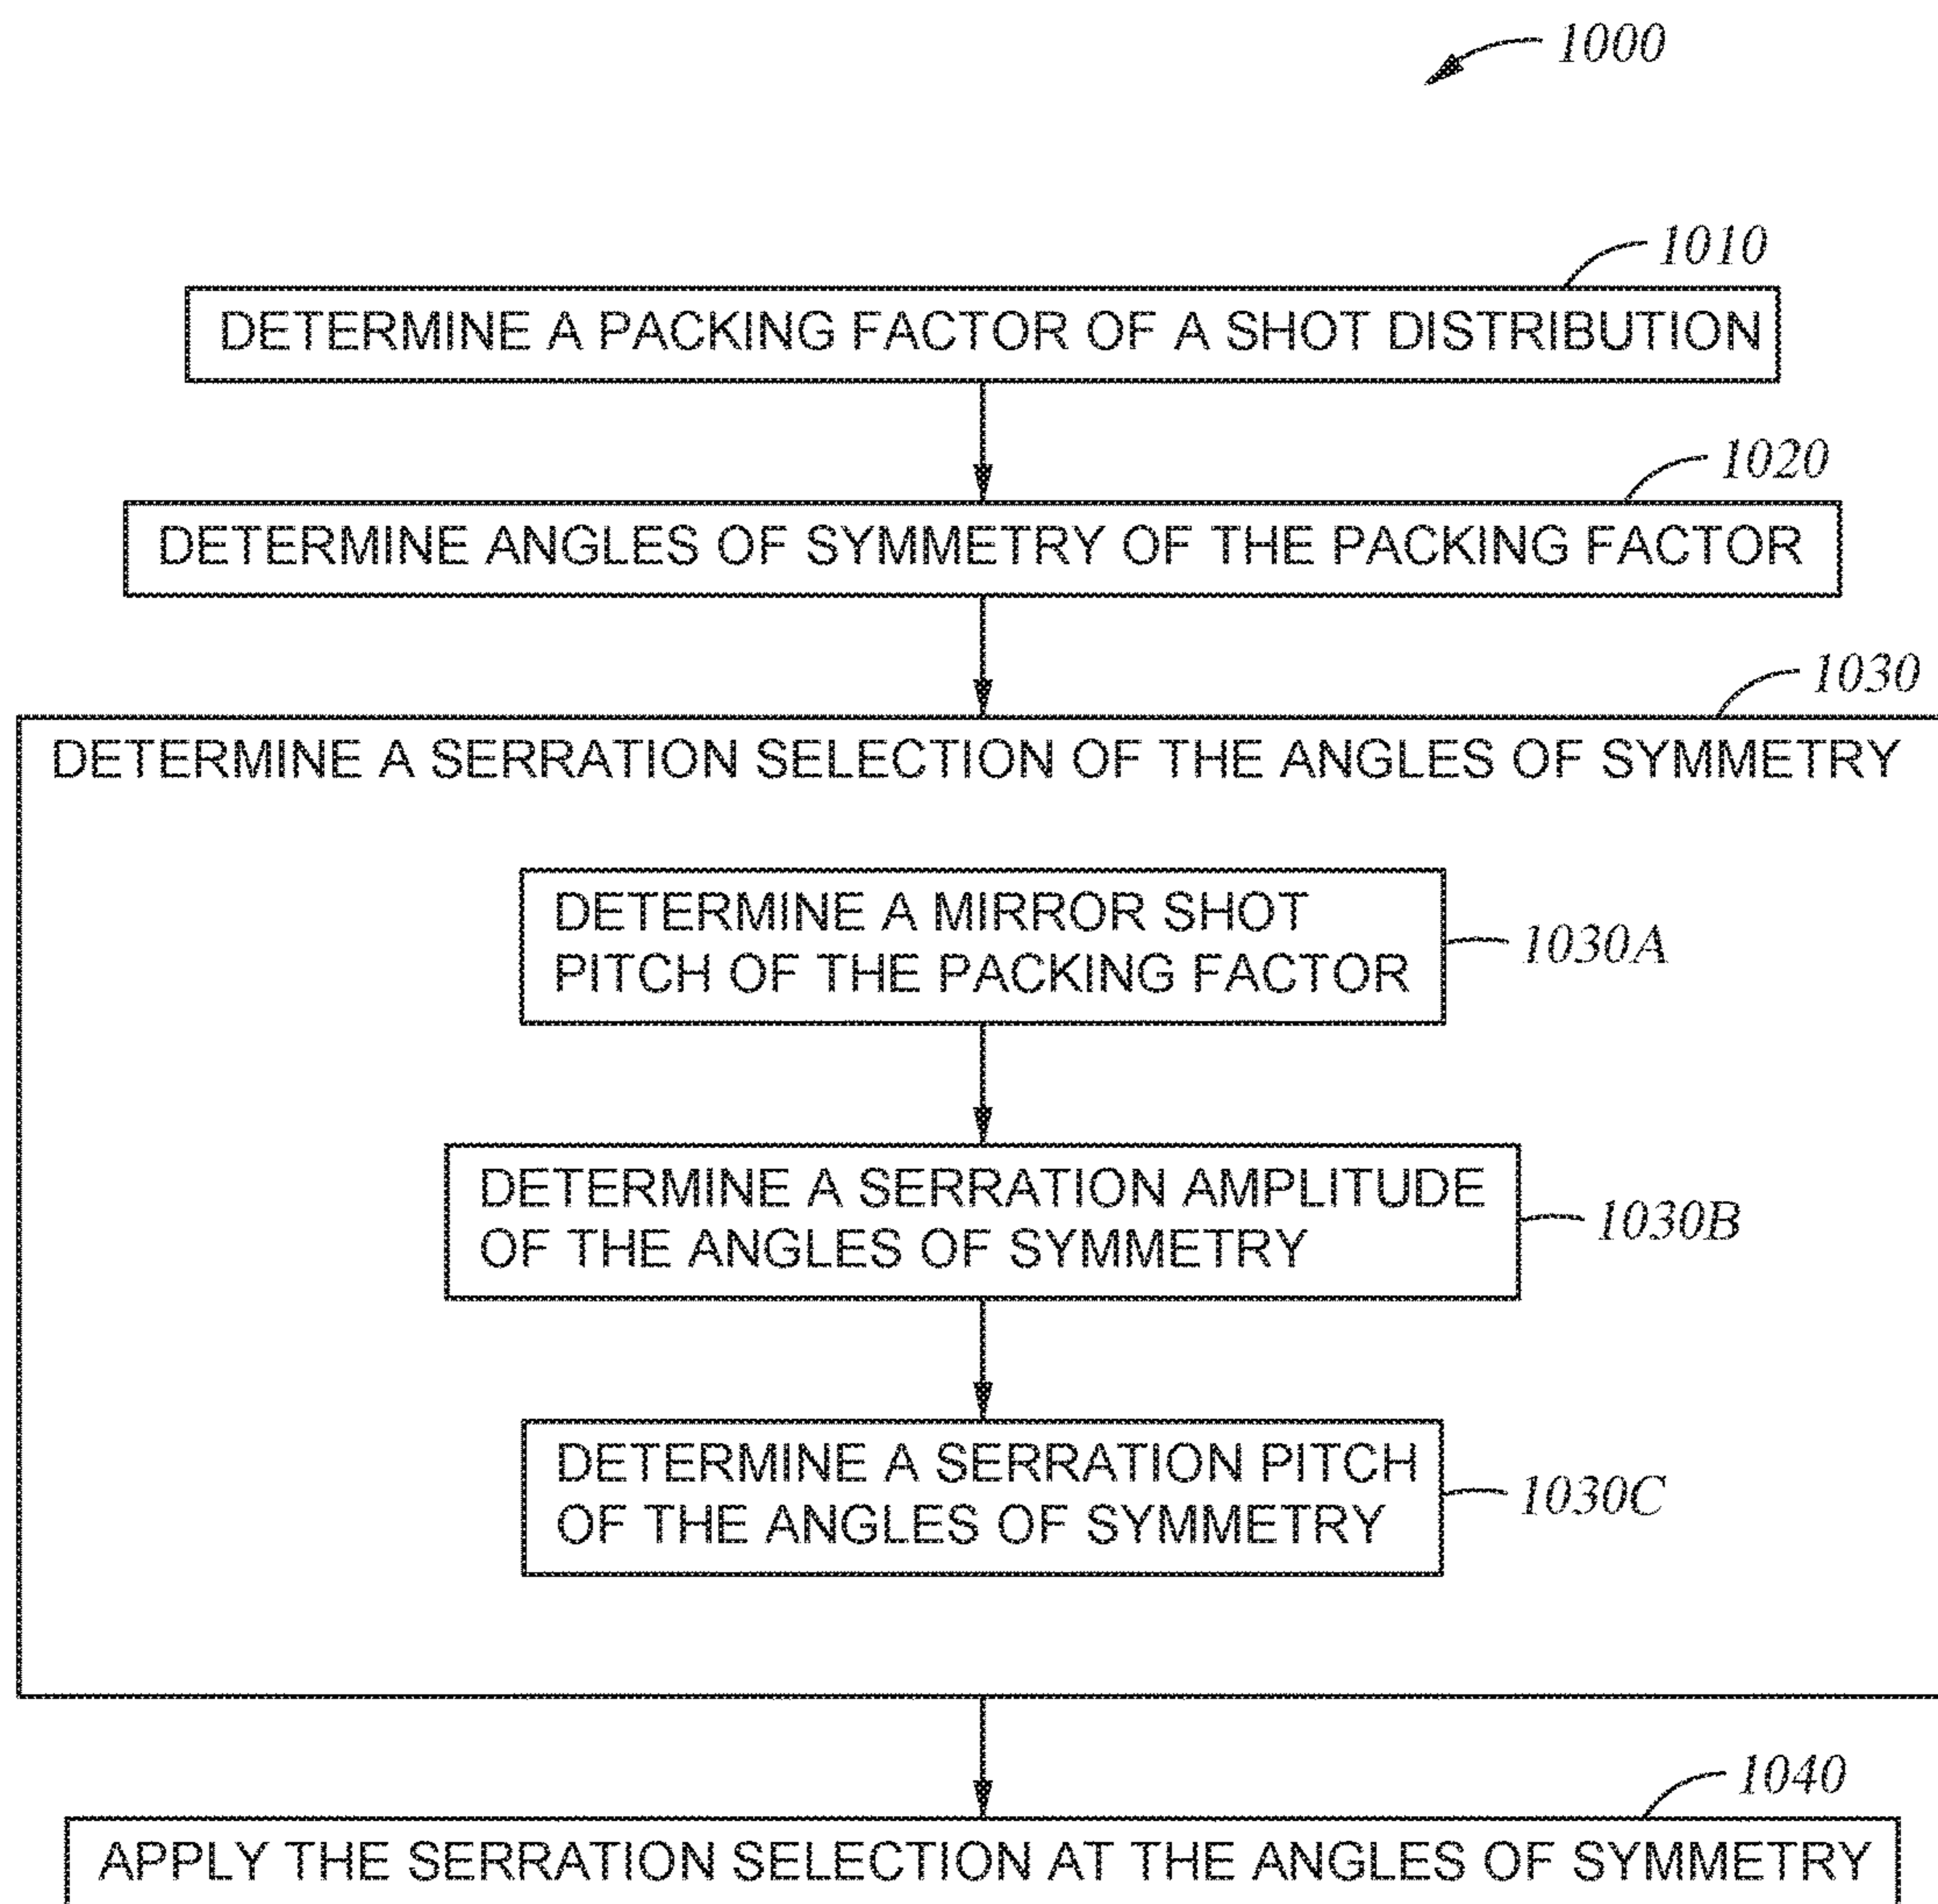 1000
1010
DETERMINE A PACKING FACTOR OF A SHOT DISTRIBUTION
1020
DETERMINE ANGLES OF SYMMETRY OF THE PACKING FACTOR
1030
DETERMINE A SERRATION SELECTION OF THE ANGLES OF SYMMETRY
DETERMINE A MIRROR SHOT
PITCH OF THE PACKING FACTOR
1030A
DETERMINE A SERRATION AMPLITUDE
OF THE ANGLES OF SYMMETRY
1030B
DETERMINE A SERRATION PITCH
OF THE ANGLES OF SYMMETRY
1030C
1040
APPLY THE SERRATION SELECTION AT THE ANGLES OF SYMMETRY